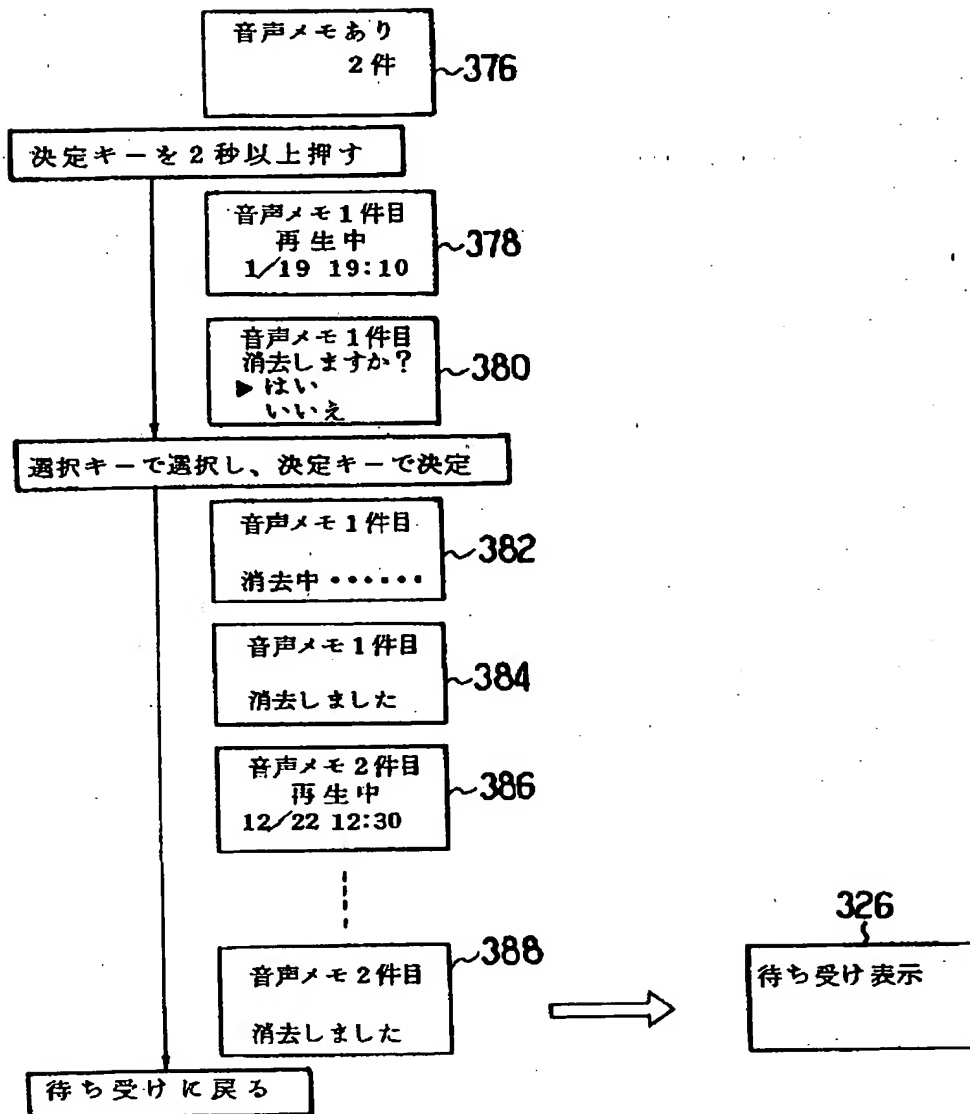 音声メモあり
2件
376
決定キーを2秒以上押す
音声メモ1件目
再生中
1/19 19:10
378
音声メモ1件目
消去しますか?
▶ はい
いいえ
380
選択キーで選択し、決定キーで決定
音声メモ1件目
消去中 ・・・・・・
382
音声メモ1件目
消去しました
384
音声メモ2件目
再生中
12/22 12:30
386
音声メモ2件目
消去しました
388
326
待ち受け表示
待ち受けに戻る